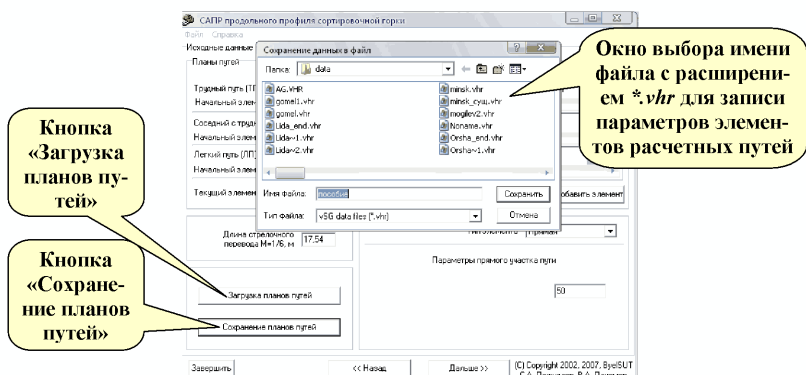 САПР продольного профиля сортировочной горки
Файл Справка
Исходные данные
Планы путей
Трудный путь (ТГ
Начальный элем
Соседний с труд
Начальный элем
Легкий путь (ЛП)
Начальный элем
Текущий элемен
Сохранение данных в файл
Папка: data
AG.VHR
gomel1.vhr
gomel.vhr
Lida_end.vhr
Lida~1.vhr
Lida~2.vhr
minsk.vhr
minsk_сущ.vhr
mogilev2.vhr
Noname.vhr
Orsha_end.vhr
Orsha~1.vhr
Имя файла: пособие
Сохранить
Тип файла: vSG data files (*.vhr)
Отмена
обавить элемент
Длина стрелочного
перевода М=1/6, м 17.54
Прямая
Параметры прямого участка пути
50
Загрузка планов путей
Сохранение планов путей
Завершить
<< Назад
Дальше >>
(C) Copyright 2002, 2007, ByelSUT
Окно выбора имени
файла с расширени-
ем *.vhr для записи
параметров элемен-
тов расчетных путей
Кнопка
«Загрузка
планов пу-
тей»
Кнопка
«Сохране-
ние планов
путей»